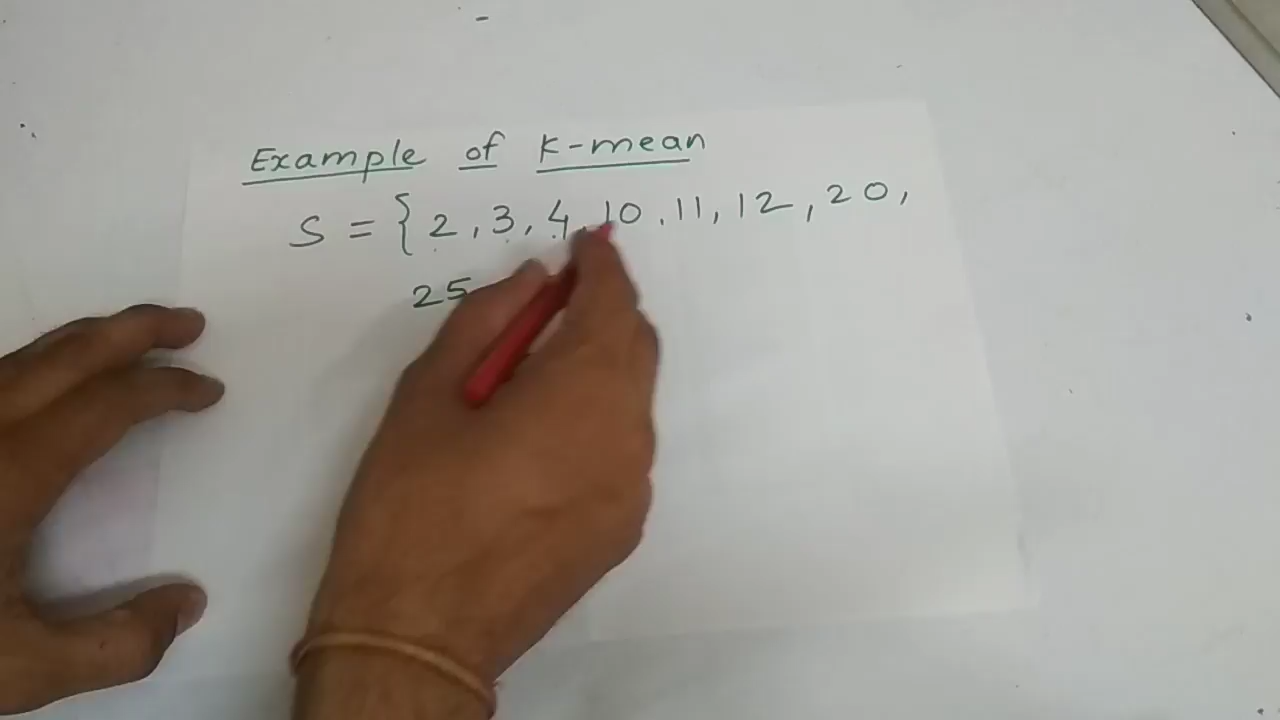 Example of K-mean
S = { 2, 3, 4, 10, 11, 12, 20,
25